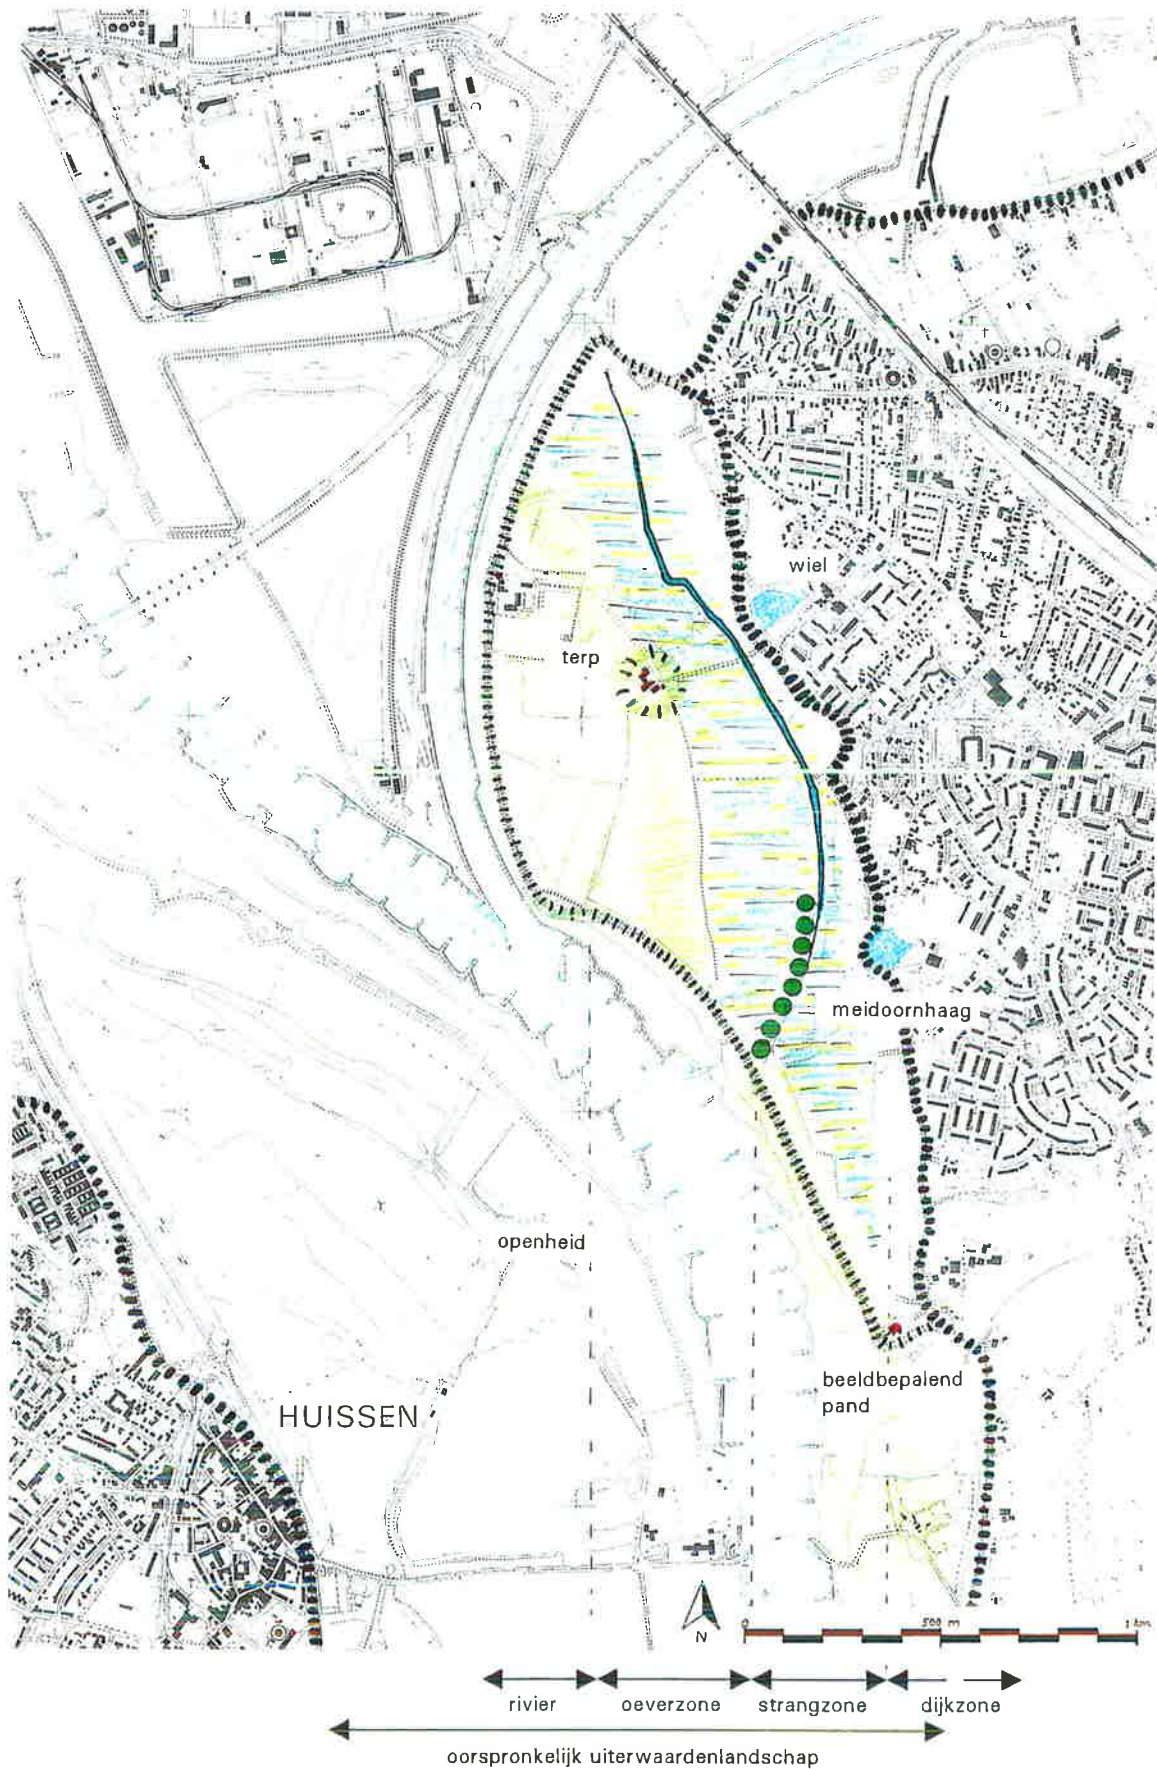 wiel
terp
meidoornhaag
openheid
beeldbepalend
pand
HUISSEN
N
0 500 m 1 km
rivier oeverzone strangzone dijkzone
oorspronkelijk uiterwaardenlandschap